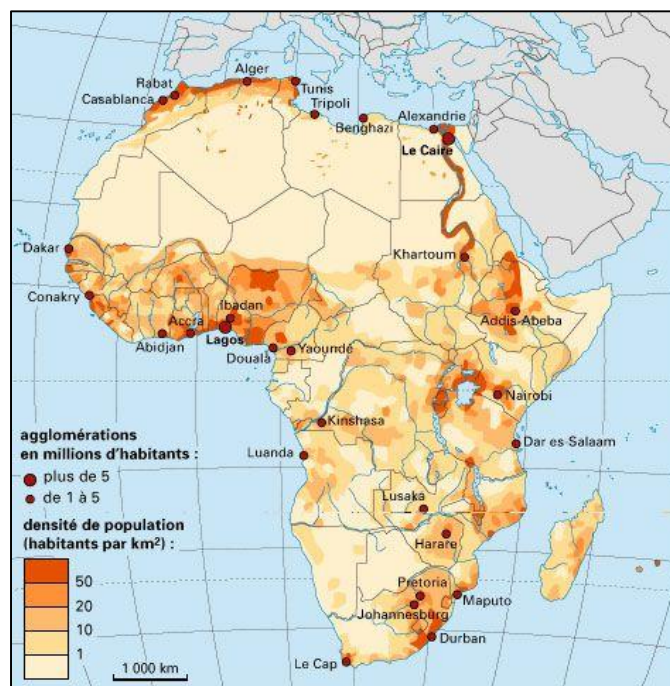 Alger
Rabat
Casablanca
Tunis
Tripoli
Alexandrie
Benghazi
Le Caire
Dakar
Khartoum
Conakry
Ibadan
Accra
Addis-Abeba
Abidjan
Lagos
Douala
Yaoundé
Nairobi
Kinshasa
Dar es-Salaam
Luanda
Lusaka
Harare
Pretoria
Johannesburg
Maputo
Durban
Le Cap
agglomérations
en millions d'habitants :
plus de 5
de 1 à 5
densité de population
(habitants par km²) :
50
20
10
1
1 000 km